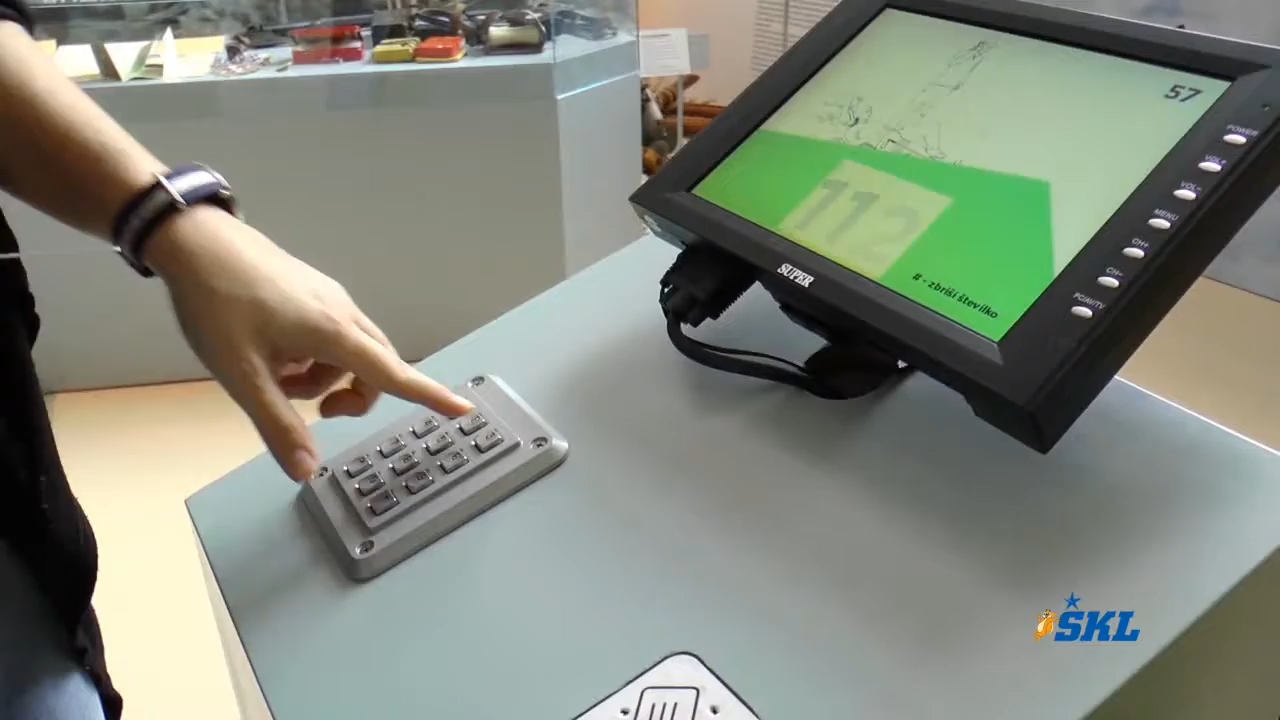 57
112
# - zbriši številko
SUPER
POWER
VOL+
VOL-
MENU
CH+
CH-
PC/AV/TV
SKL